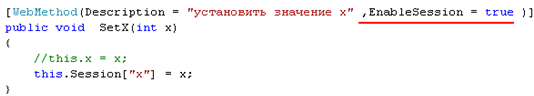 [WebMethod(Description = "установить значение x" ,EnableSession = true )]
public void  SetX(int x)
{
    //this.x = x;
    this.Session["x"] = x;
}